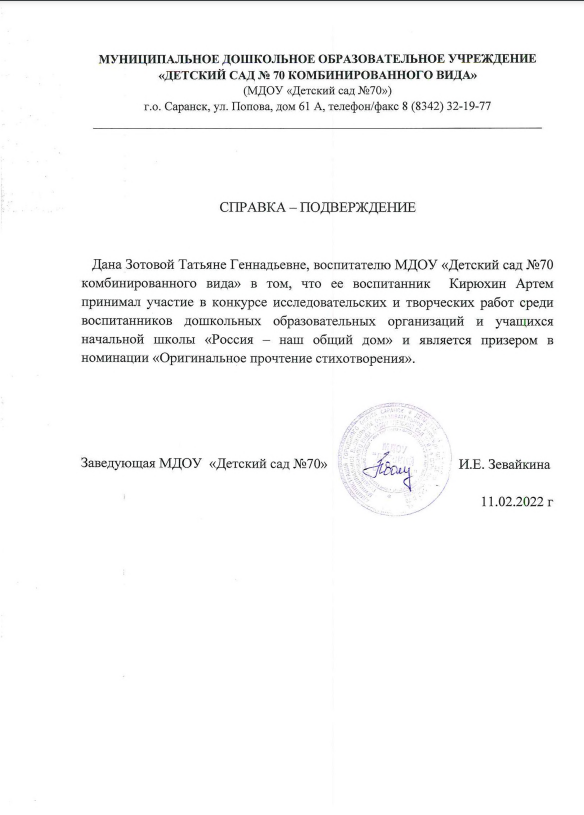 МУНИЦИПАЛЬНОЕ ДОШКОЛЬНОЕ ОБРАЗОВАТЕЛЬНОЕ УЧРЕЖДЕНИЕ
«ДЕТСКИЙ САД № 70 КОМБИНИРОВАННОГО ВИДА»
(МДОУ «Детский сад №70»)
г.о. Саранск, ул. Попова, дом 61 А, телефон/факс 8 (8342) 32-19-77
СПРАВКА – ПОДВЕРЖДЕНИЕ
Дана Зотовой Татьяне Геннадьевне, воспитателю МДОУ «Детский сад №70
комбинированного вида» в том, что ее воспитанник Кирюхин Артем
принимал участие в конкурсе исследовательских и творческих работ среди
воспитанников дошкольных образовательных организаций и учащихся
начальной школы «Россия – наш общий дом» и является призером в
номинации «Оригинальное прочтение стихотворения».
Заведующая МДОУ «Детский сад №70» И.Е. Зевайкина
11.02.2022 г